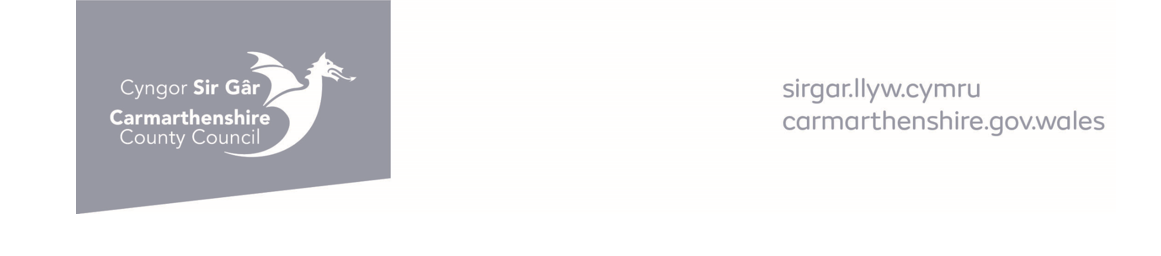 Cyngor Sir Gâr
Carmarthenshire
County Council
sirgar.llyw.cymru
carmarthenshire.gov.wales